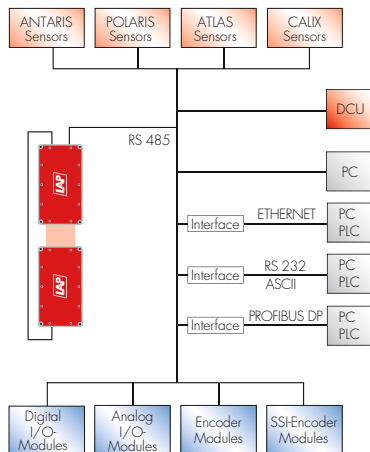 ANTARIS
Sensors
POLARIS
Sensors
ATLAS
Sensors
CALIX
Sensors
DCU
RS 485
PC
LAP
ETHERNET
Interface
PC
PLC
LAP
RS 232
Interface
ASCII
PC
PLC
PROFIBUS DP
Interface
PC
PLC
Digital
I/O-
Modules
Analog
I/O-
Modules
Encoder
Modules
SSI-Encoder
Modules